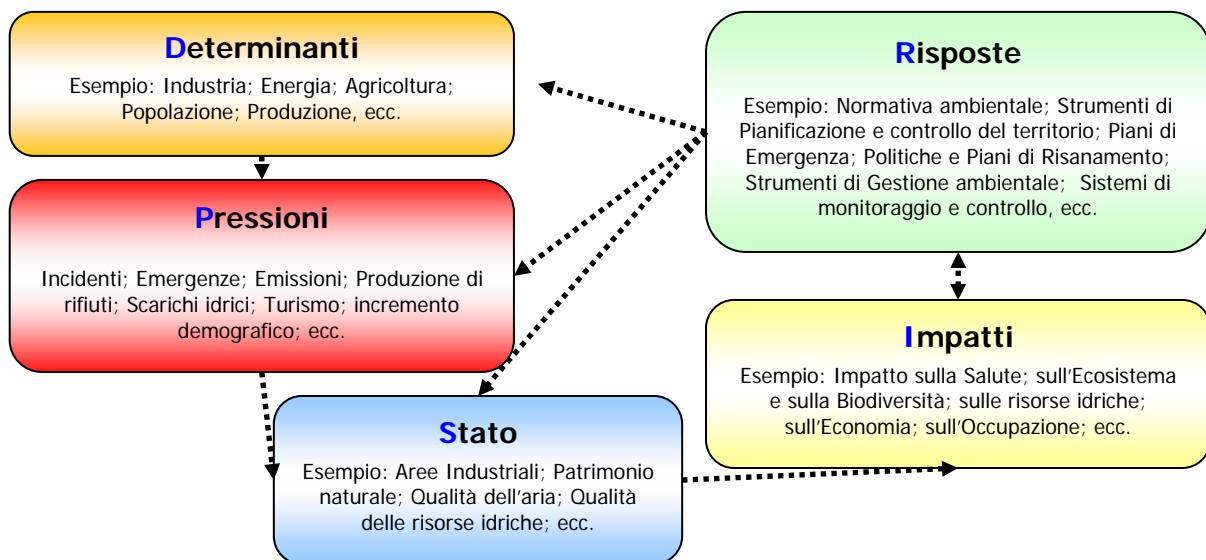 Determinanti
Esempio: Industria; Energia; Agricoltura;
Popolazione; Produzione, ecc.
Pressioni
Incidenti; Emergenze; Emissioni; Produzione di
rifiuti; Scarichi idrici; Turismo; incremento
demografico; ecc.
Stato
Esempio: Aree Industriali; Patrimonio
naturale; Qualità dell'aria; Qualità
delle risorse idriche; ecc.
Risposte
Esempio: Normativa ambientale; Strumenti di
Pianificazione e controllo del territorio; Piani di
Emergenza; Politiche e Piani di Risanamento;
Strumenti di Gestione ambientale; Sistemi di
monitoraggio e controllo, ecc.
Impatti
Esempio: Impatto sulla Salute; sull'Ecosistema
e sulla Biodiversità; sulle risorse idriche;
sull'Economia; sull'Occupazione; ecc.